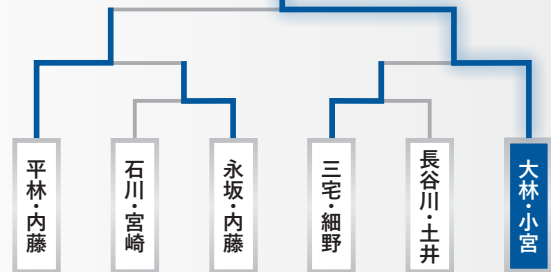 平林・内藤
石川・宮崎
永坂・内藤
三宅・細野
長谷川・土井
大林・小宮